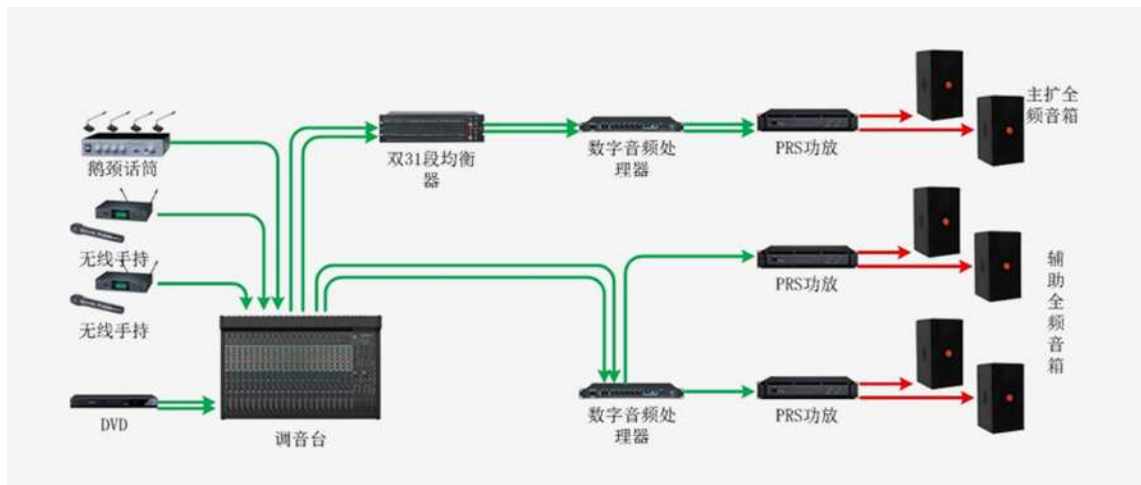 主扩全
频音箱
鹅颈话筒
双31段均衡
器
数字音频处
理器
PRS功放
无线手持
无线手持
PRS功放
辅
助
全
频
音
箱
DVD
调音台
数字音频处
理器
PRS功放